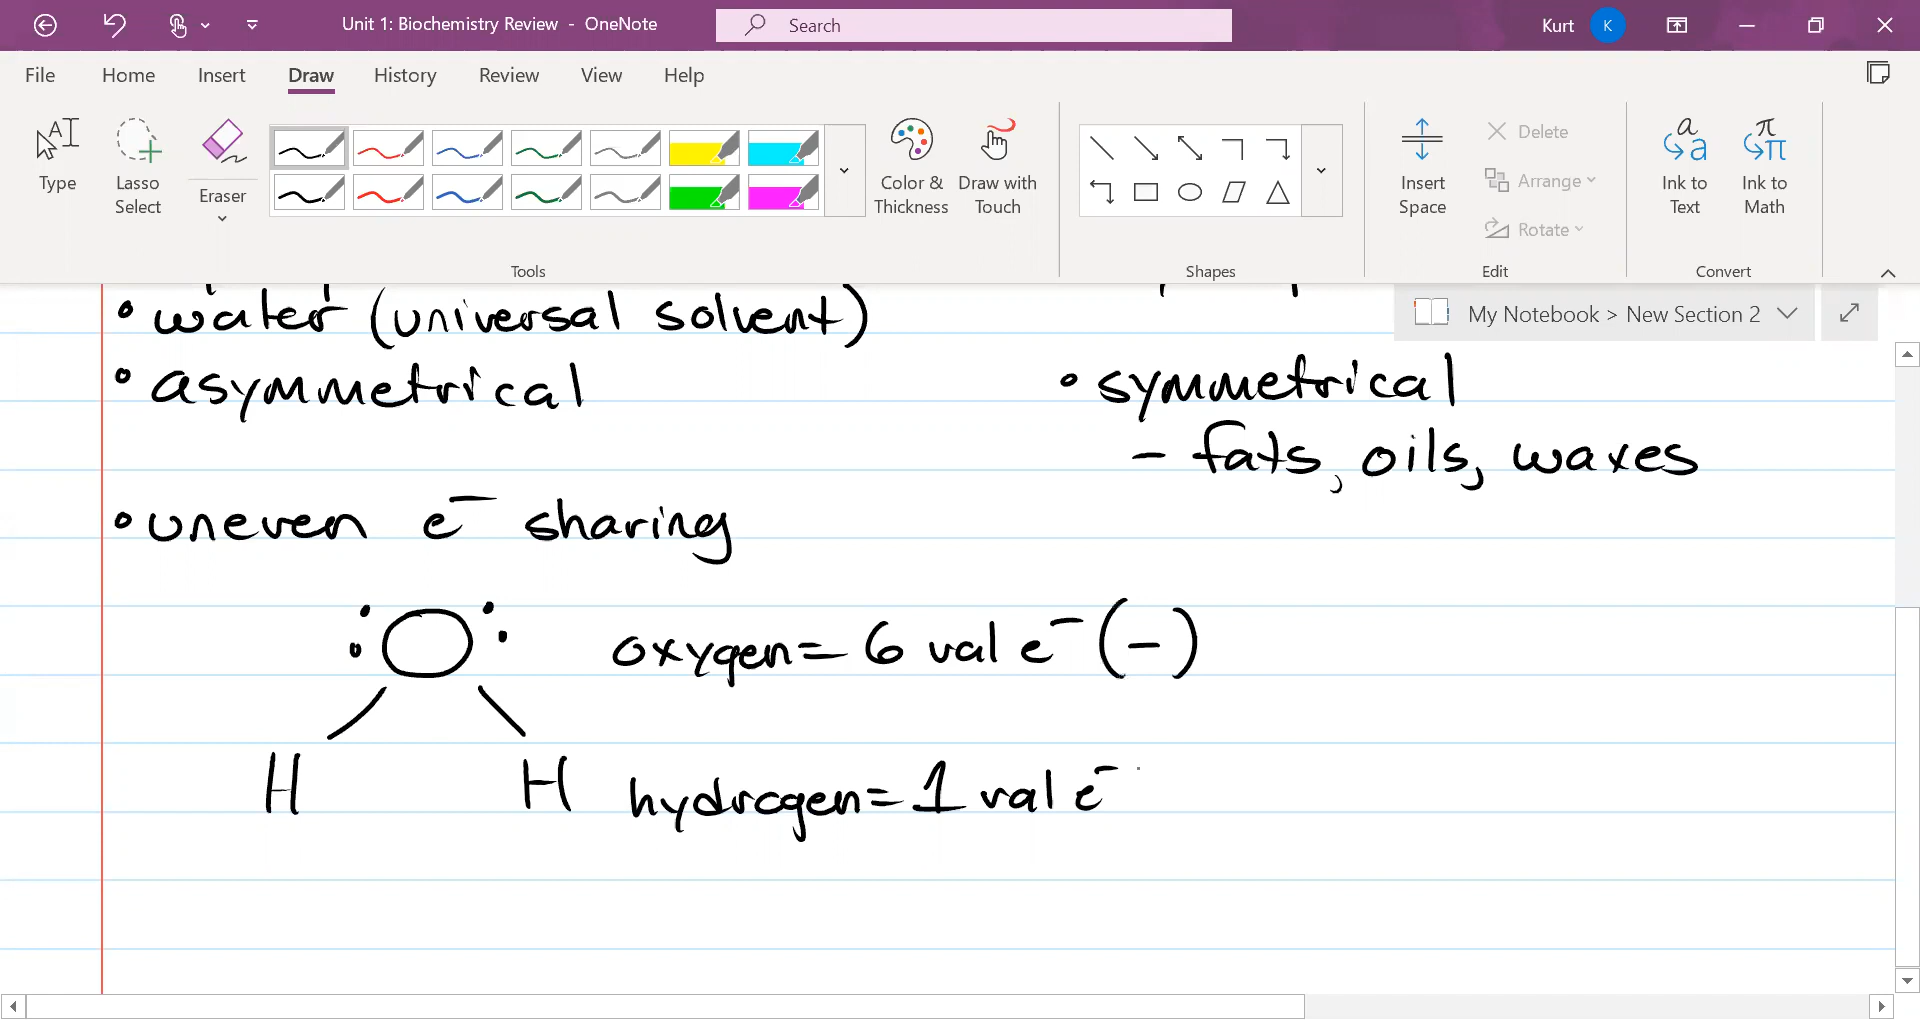 Unit 1: Biochemistry Review - OneNote
Search
Kurt K
File Home Insert Draw History Review View Help
Type
Lasso Select
Eraser
Color & Thickness
Draw with Touch
Insert Space
Delete
Arrange
Rotate
Ink to Text
Ink to Math
Tools Shapes Edit Convert
My Notebook > New Section 2
• water (universal solvent)
• asymmetrical
• symmetrical
- fats, oils, waxes
• uneven e⁻ sharing
O oxygen = 6 val e⁻ (-)
H H hydrogen = 1 val e⁻